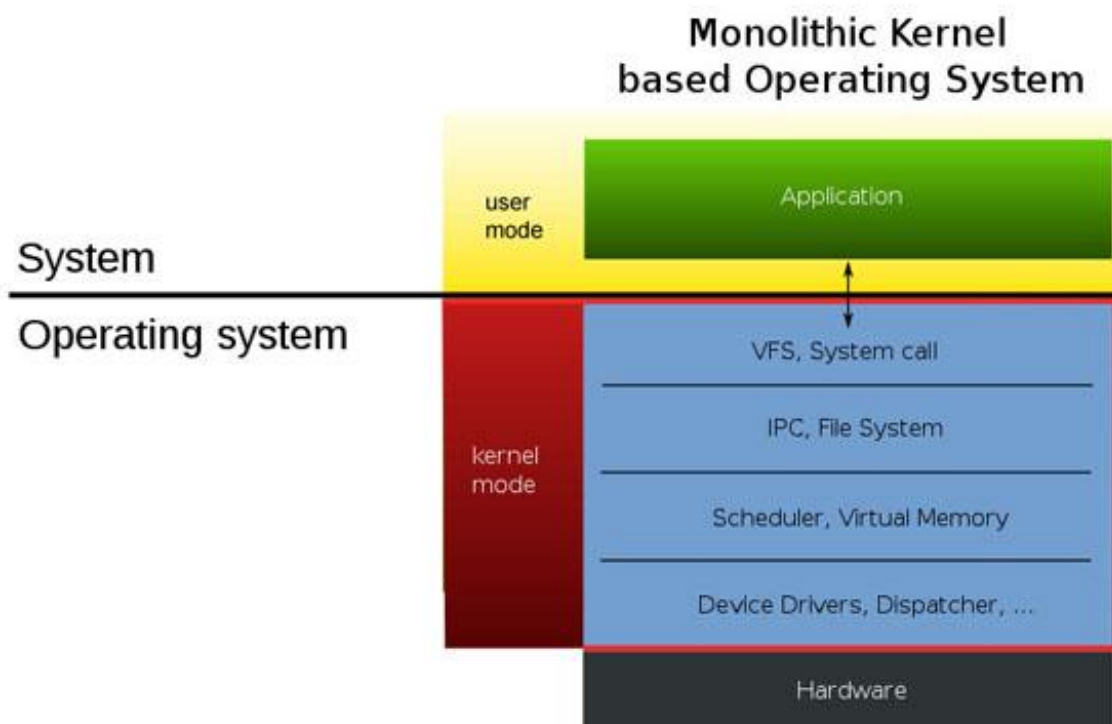 Monolithic Kernel
based Operating System
user
mode
Application
System
Operating system
VFS, System call
IPC, File System
kernel
mode
Scheduler, Virtual Memory
Device Drivers, Dispatcher, ...
Hardware